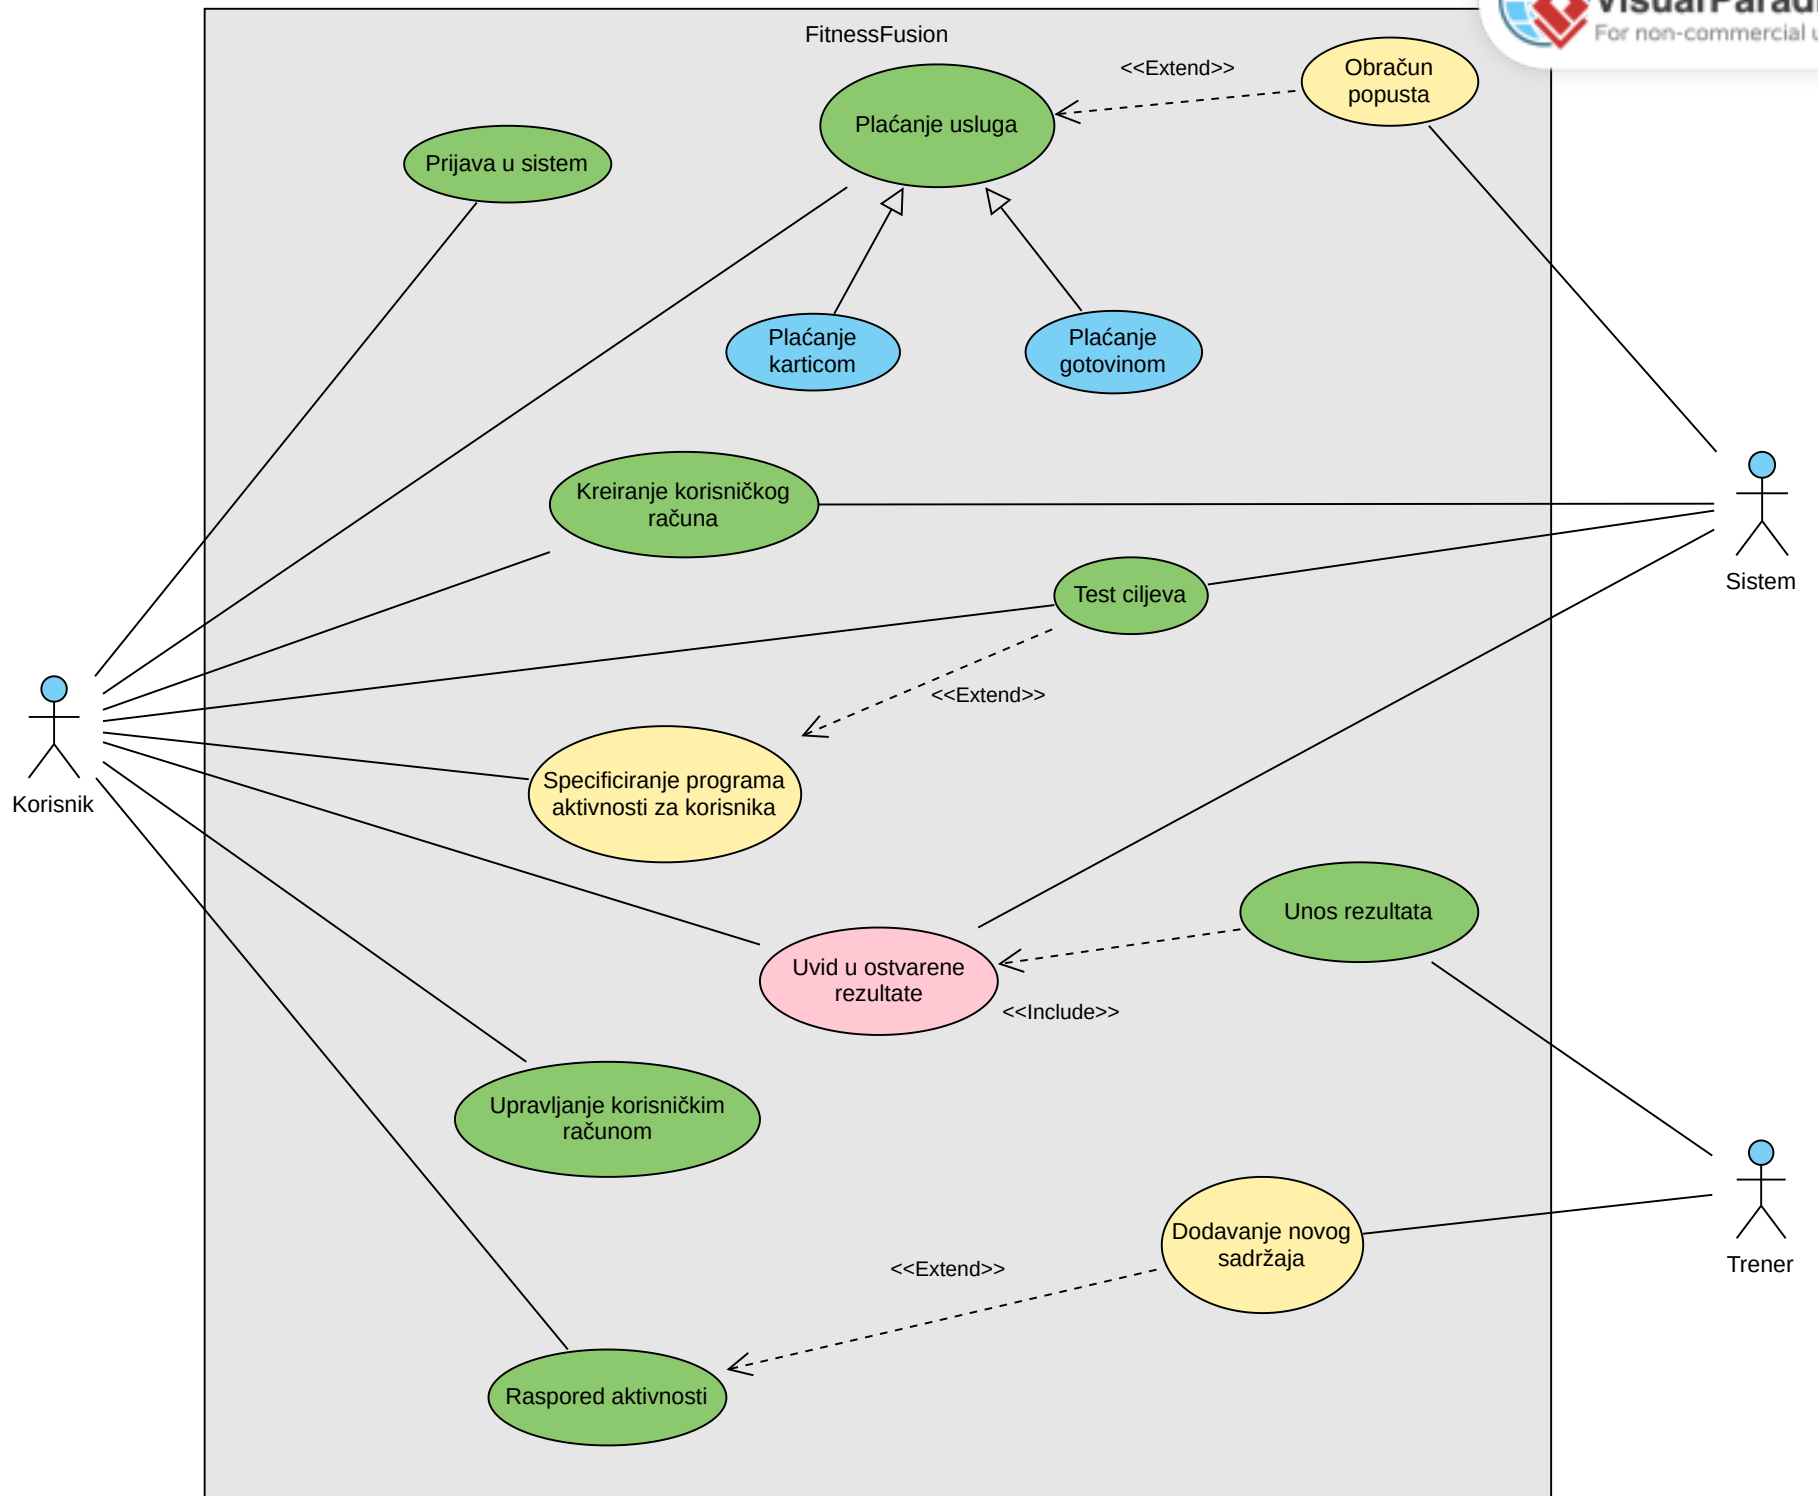 FitnessFusion
For non-commercial
<<Extend>>
Obračun
popusta
Plaćanje usluga
Prijava u sistem
Plaćanje
karticom
Plaćanje
gotovinom
Kreiranje korisničkog
računa
Test ciljeva
Sistem
<<Extend>>
Specificiranje programa
aktivnosti za korisnika
Korisnik
Unos rezultata
Uvid u ostvarene
rezultate
<<Include>>
Upravljanje korisničkim
računom
Dodavanje novog
sadržaja
Trener
<<Extend>>
Raspored aktivnosti